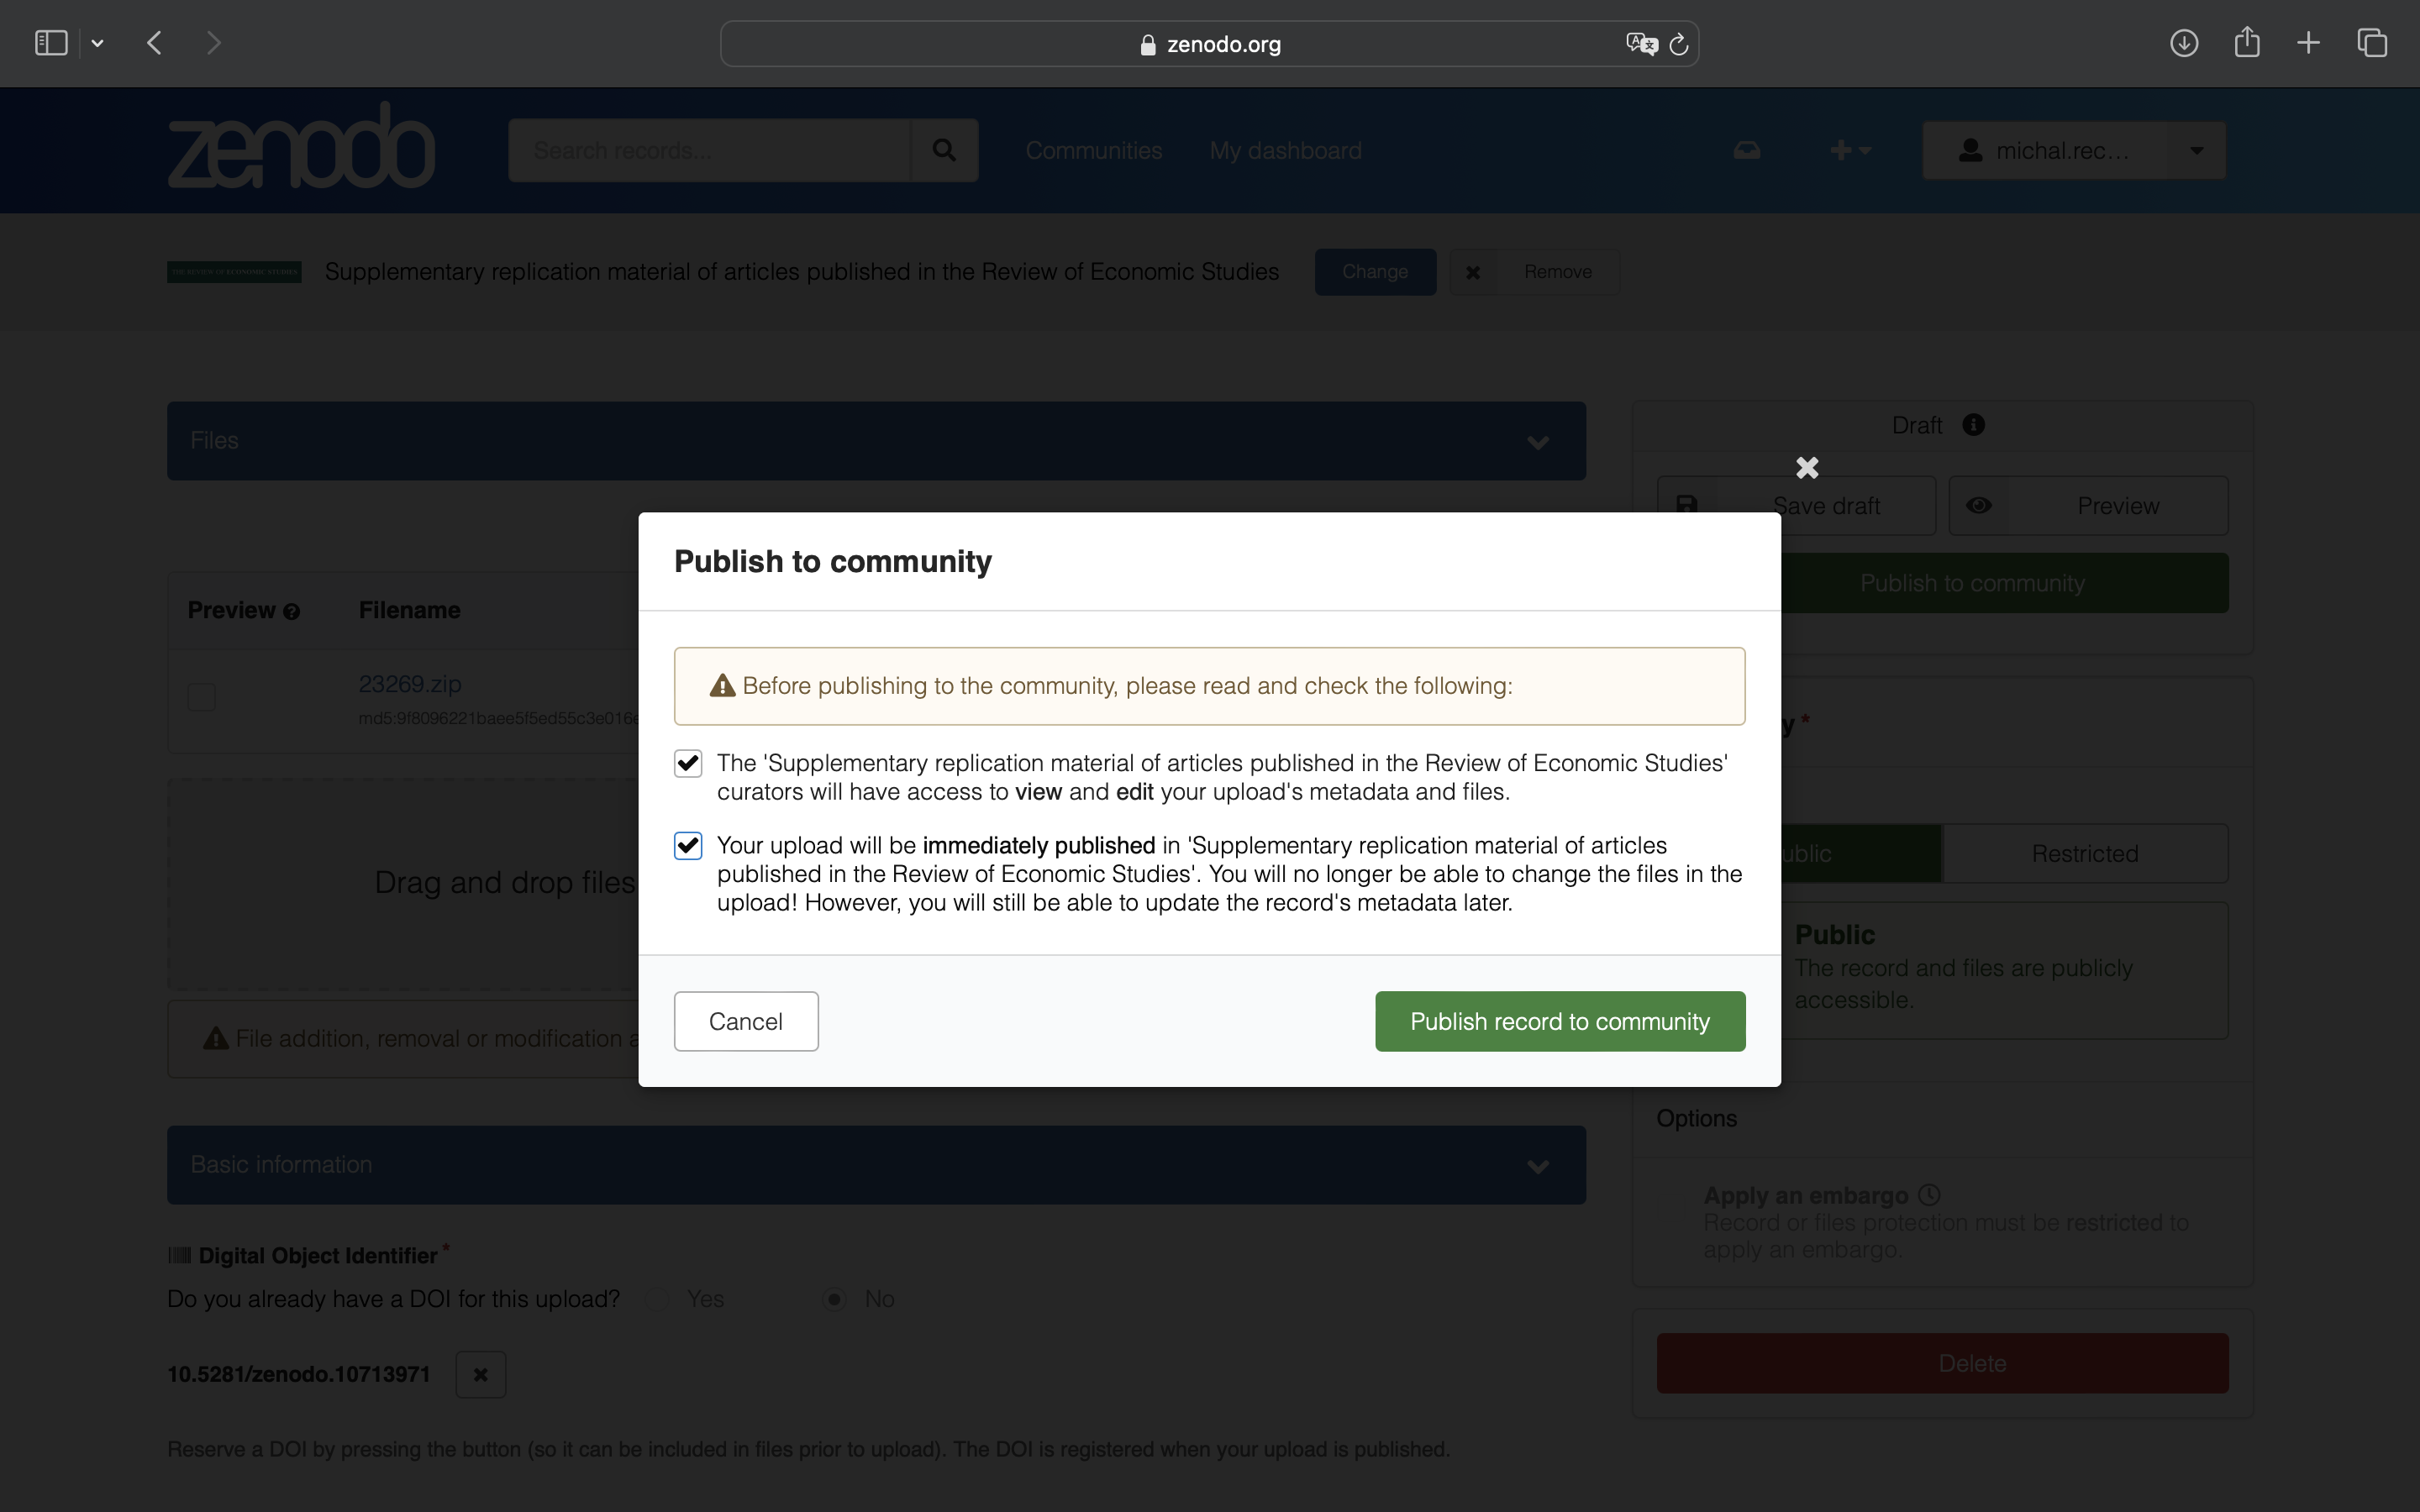 zenodo.org
zenodo
Search records...
Communities
My dashboard
michal.rec...
THE REVIEW OF ECONOMIC STUDIES
Supplementary replication material of articles published in the Review of Economic Studies
Change
Remove
Files
Draft
Save draft
Preview
Publish to community
Preview
Filename
23269.zip
md5:9f8096221baee5f5ed55c3e016e
Drag and drop files
File addition, removal or modification a
Publish to community
Before publishing to the community, please read and check the following:
The 'Supplementary replication material of articles published in the Review of Economic Studies'
curators will have access to view and edit your upload's metadata and files.
Your upload will be immediately published in 'Supplementary replication material of articles
published in the Review of Economic Studies'. You will no longer be able to change the files in the
upload! However, you will still be able to update the record's metadata later.
Cancel
Publish record to community
y *
ublic
Restricted
Public
The record and files are publicly
accessible.
Options
Apply an embargo
Record or files protection must be restricted to
apply an embargo.
Delete
Basic information
Digital Object Identifier *
Do you already have a DOI for this upload? Yes No
10.5281/zenodo.10713971
Reserve a DOI by pressing the button (so it can be included in files prior to upload). The DOI is registered when your upload is published.